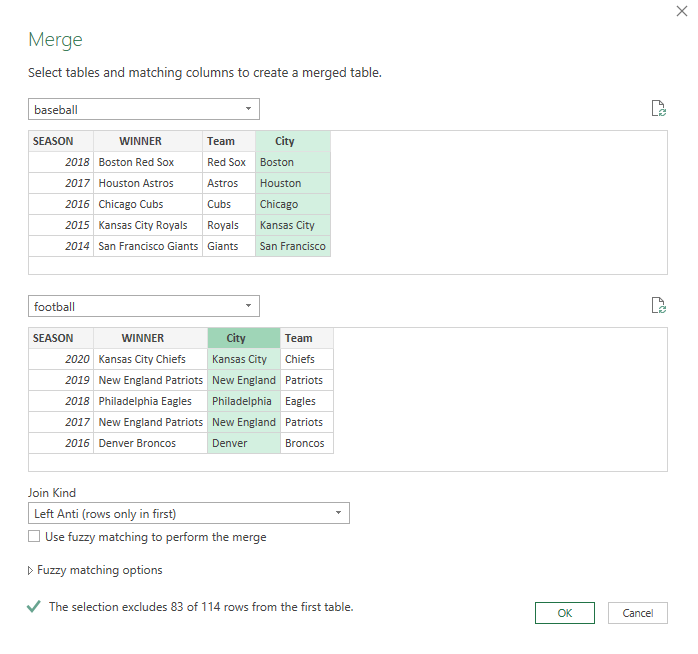 Merge
Select tables and matching columns to create a merged table.
baseball
SEASON WINNER Team City
2018 Boston Red Sox Red Sox Boston
2017 Houston Astros Astros Houston
2016 Chicago Cubs Cubs Chicago
2015 Kansas City Royals Royals Kansas City
2014 San Francisco Giants Giants San Francisco
football
SEASON WINNER City Team
2020 Kansas City Chiefs Kansas City Chiefs
2019 New England Patriots New England Patriots
2018 Philadelphia Eagles Philadelphia Eagles
2017 New England Patriots New England Patriots
2016 Denver Broncos Denver Broncos
Join Kind
Left Anti (rows only in first)
Use fuzzy matching to perform the merge
Fuzzy matching options
The selection excludes 83 of 114 rows from the first table.
OK Cancel